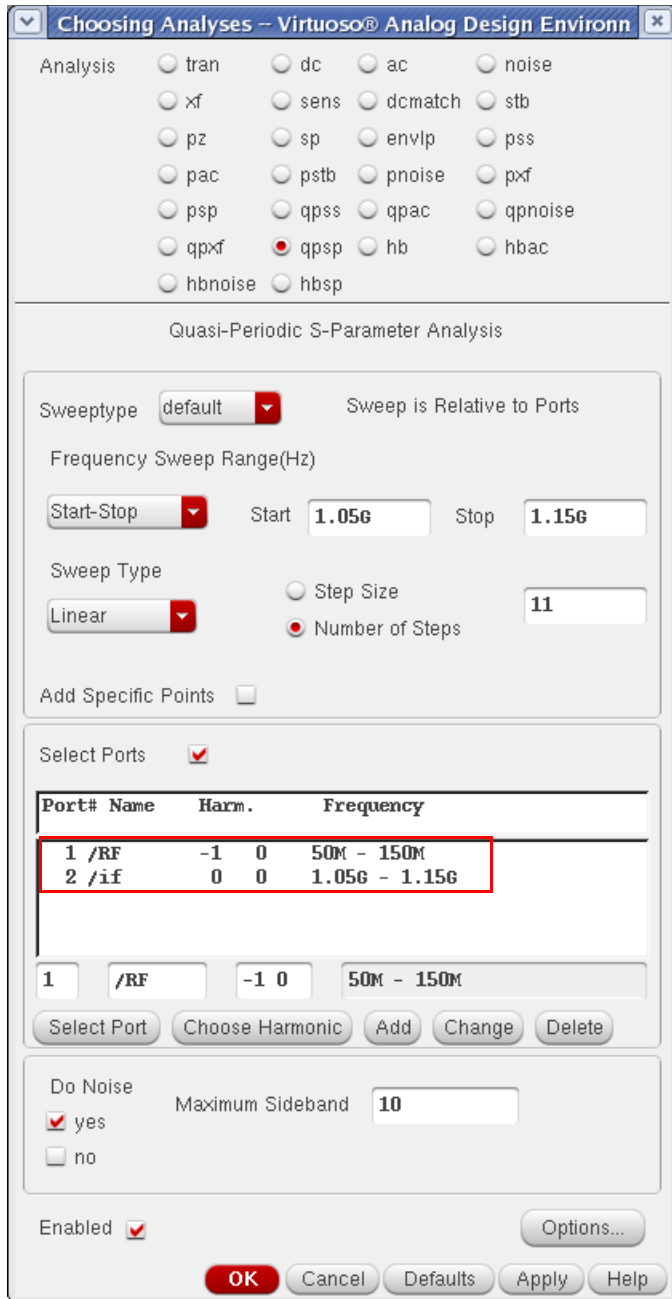 Choosing Analyses -- Virtuoso® Analog Design Environn
Analysis tran dc ac noise
xf sens dcmatch stb
pz sp envlp pss
pac pstb pnoise pxf
psp qpss qpac qpnoise
qpxf qpsp hb hbac
hbnoise hbsp
Quasi-Periodic S-Parameter Analysis
Sweeptype default Sweep is Relative to Ports
Frequency Sweep Range(Hz)
Start-Stop Start 1.05G Stop 1.15G
Sweep Type
Linear Step Size
Number of Steps 11
Add Specific Points
Select Ports
Port# Name Harm. Frequency
1 /RF -1 0 50M - 150M
2 /if 0 0 1.05G - 1.15G
1 /RF -1 0 50M - 150M
Select Port Choose Harmonic Add Change Delete
Do Noise
yes Maximum Sideband 10
no
Enabled Options...
OK Cancel Defaults Apply Help